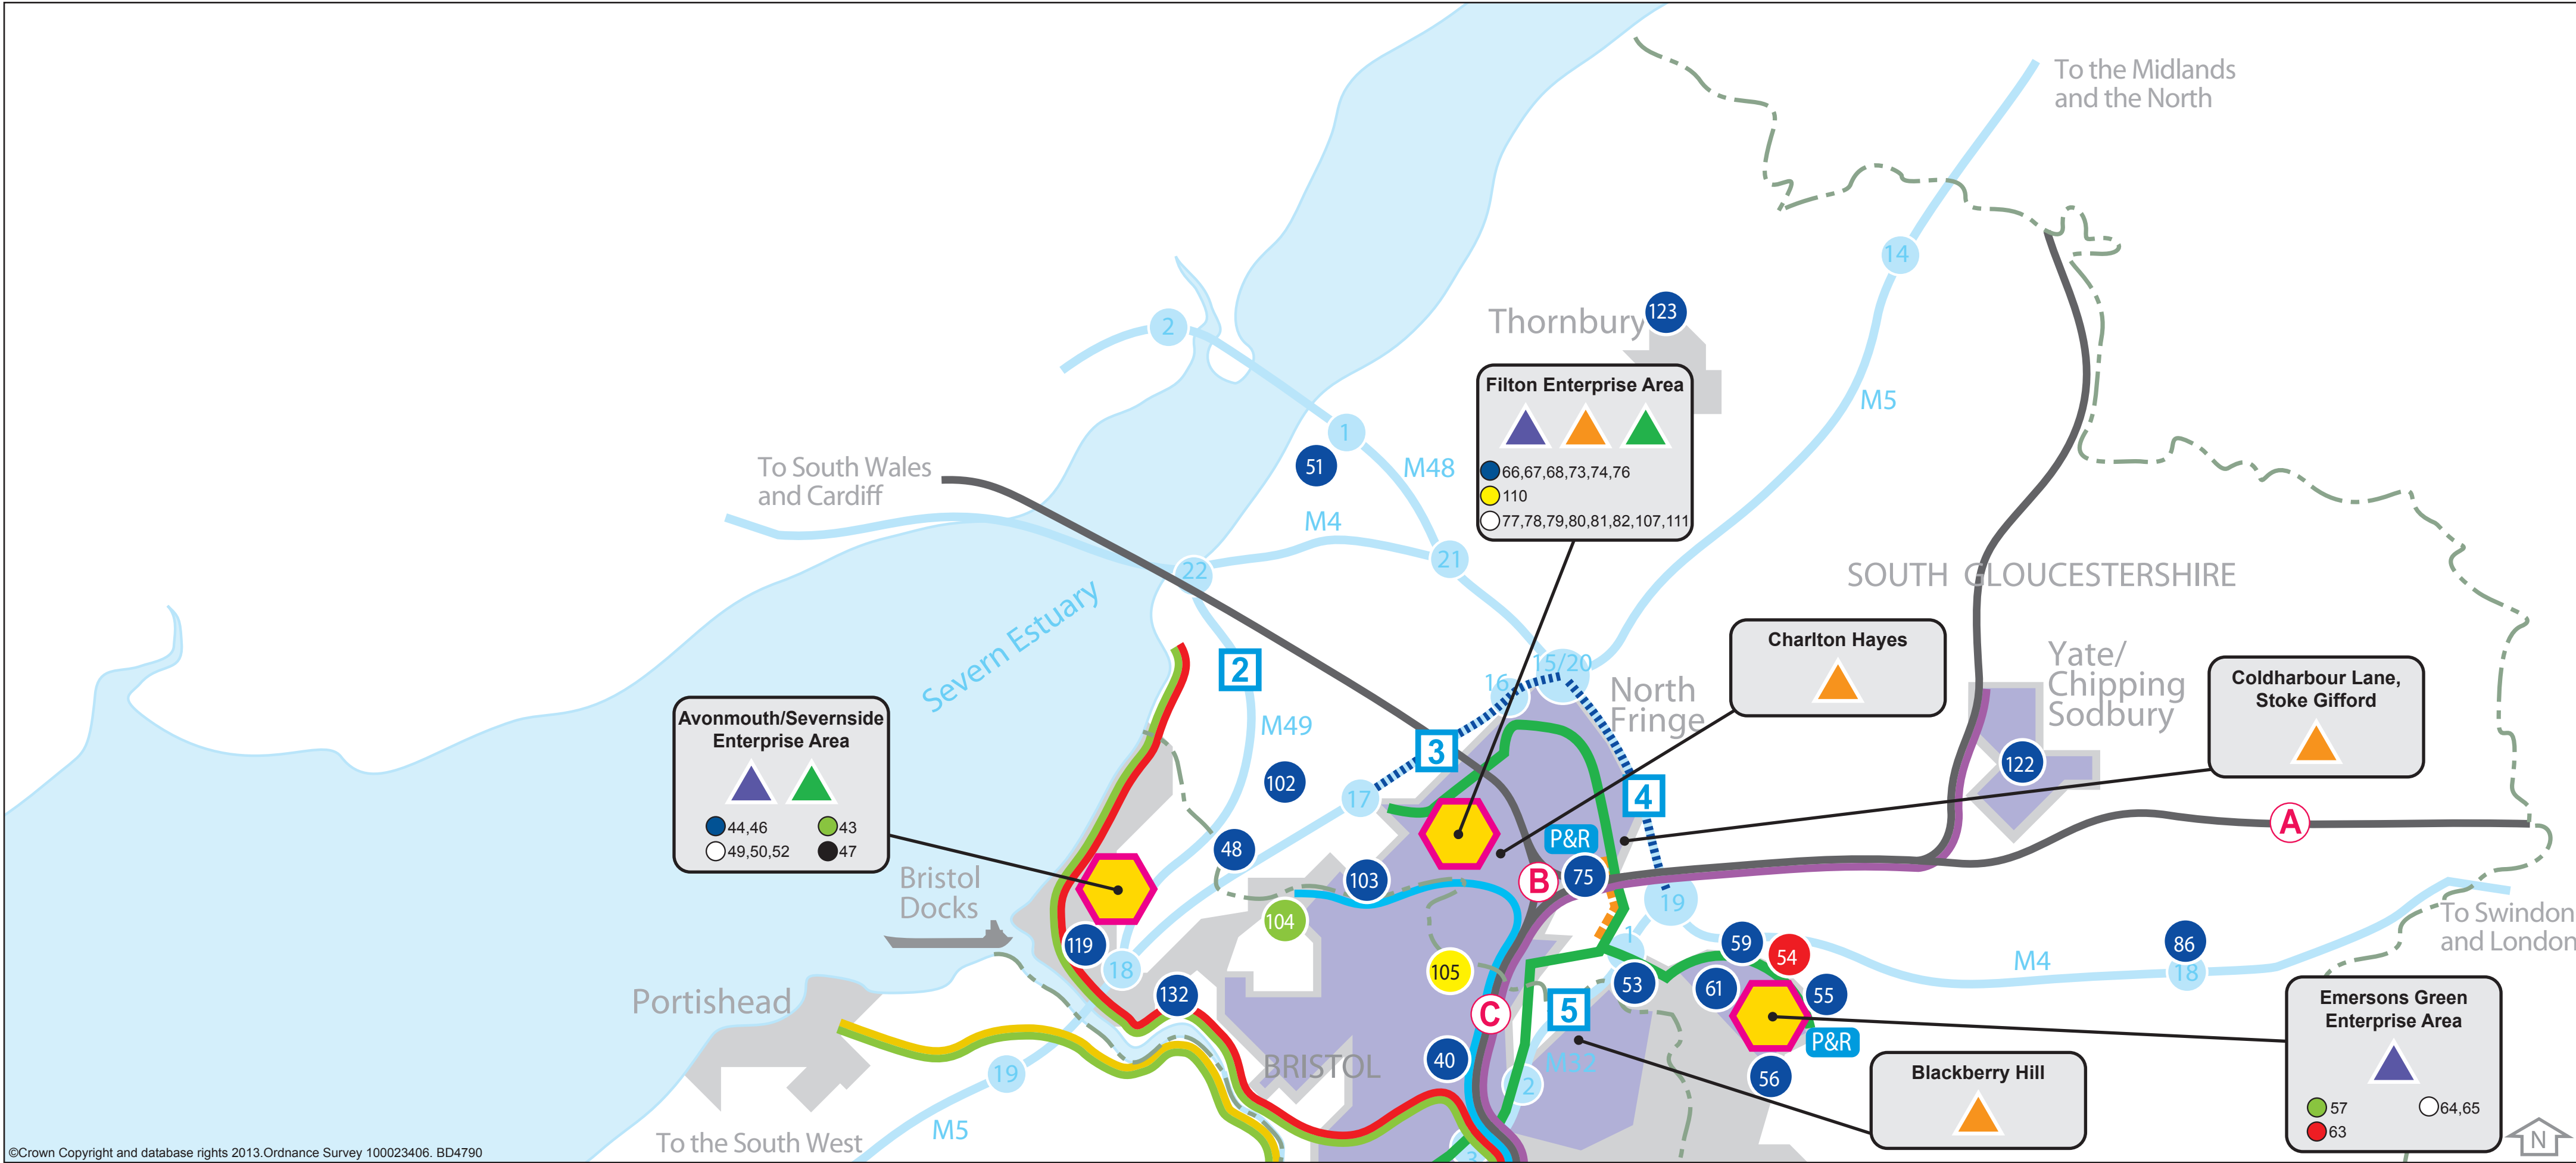 To the Midlands
and the North
14
Thornbury
123
2
Filton Enterprise Area
66,67,68,73,74,76
110
77,78,79,80,81,82,107,111
M5
1
51
M48
To South Wales
and Cardiff
M4
21
22
SOUTH GLOUCESTERSHIRE
Severn Estuary
Charlton Hayes
Yate/
Chipping
Sodbury
122
Coldharbour Lane,
Stoke Gifford
2
15/20
16
North
Fringe
M49
Avonmouth/Severnside
Enterprise Area
44,46
43
49,50,52
47
3
102
17
4
P&R
A
48
103
B
75
Bristol
Docks
104
19
To Swindon
and London
119
18
105
1
59
54
M4
86
18
53
61
55
Portishead
132
C
5
P&R
Emersons Green
Enterprise Area
57
64,65
63
BRISTOL
40
M32
2
56
19
Blackberry Hill
M5
To the South West
3
N
©Crown Copyright and database rights 2013.Ordnance Survey 100023406. BD4790